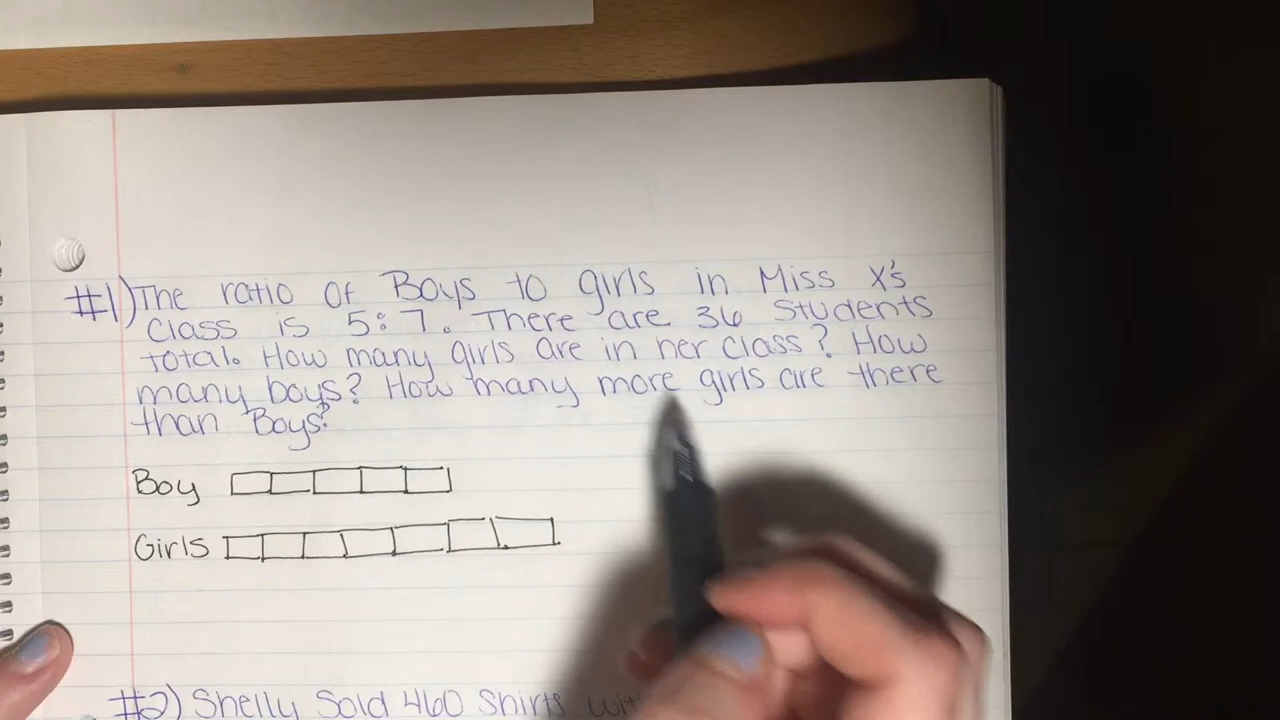 #1) The ratio of Boys to girls in Miss X's
class is 5:7. There are 36 Students
total. How many girls are in her class? How
many boys? How many more girls are there
than Boys?
Boy
Girls
#2) Shelly Sold 460 Shirts